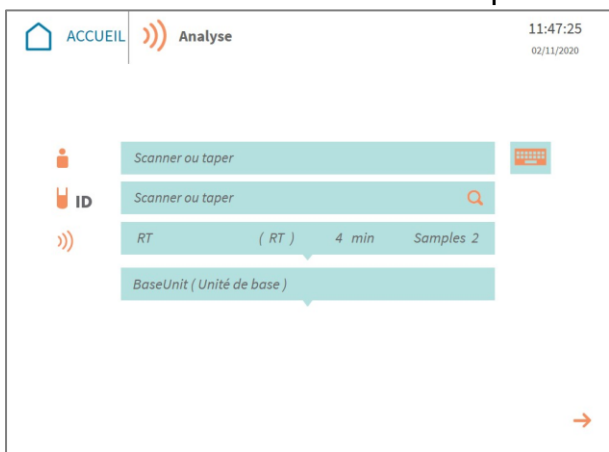 ACCUEIL Analyse 11:47:25
02/11/2020
Scanner ou taper
ID Scanner ou taper
RT ( RT ) 4 min Samples 2
BaseUnit ( Unité de base )